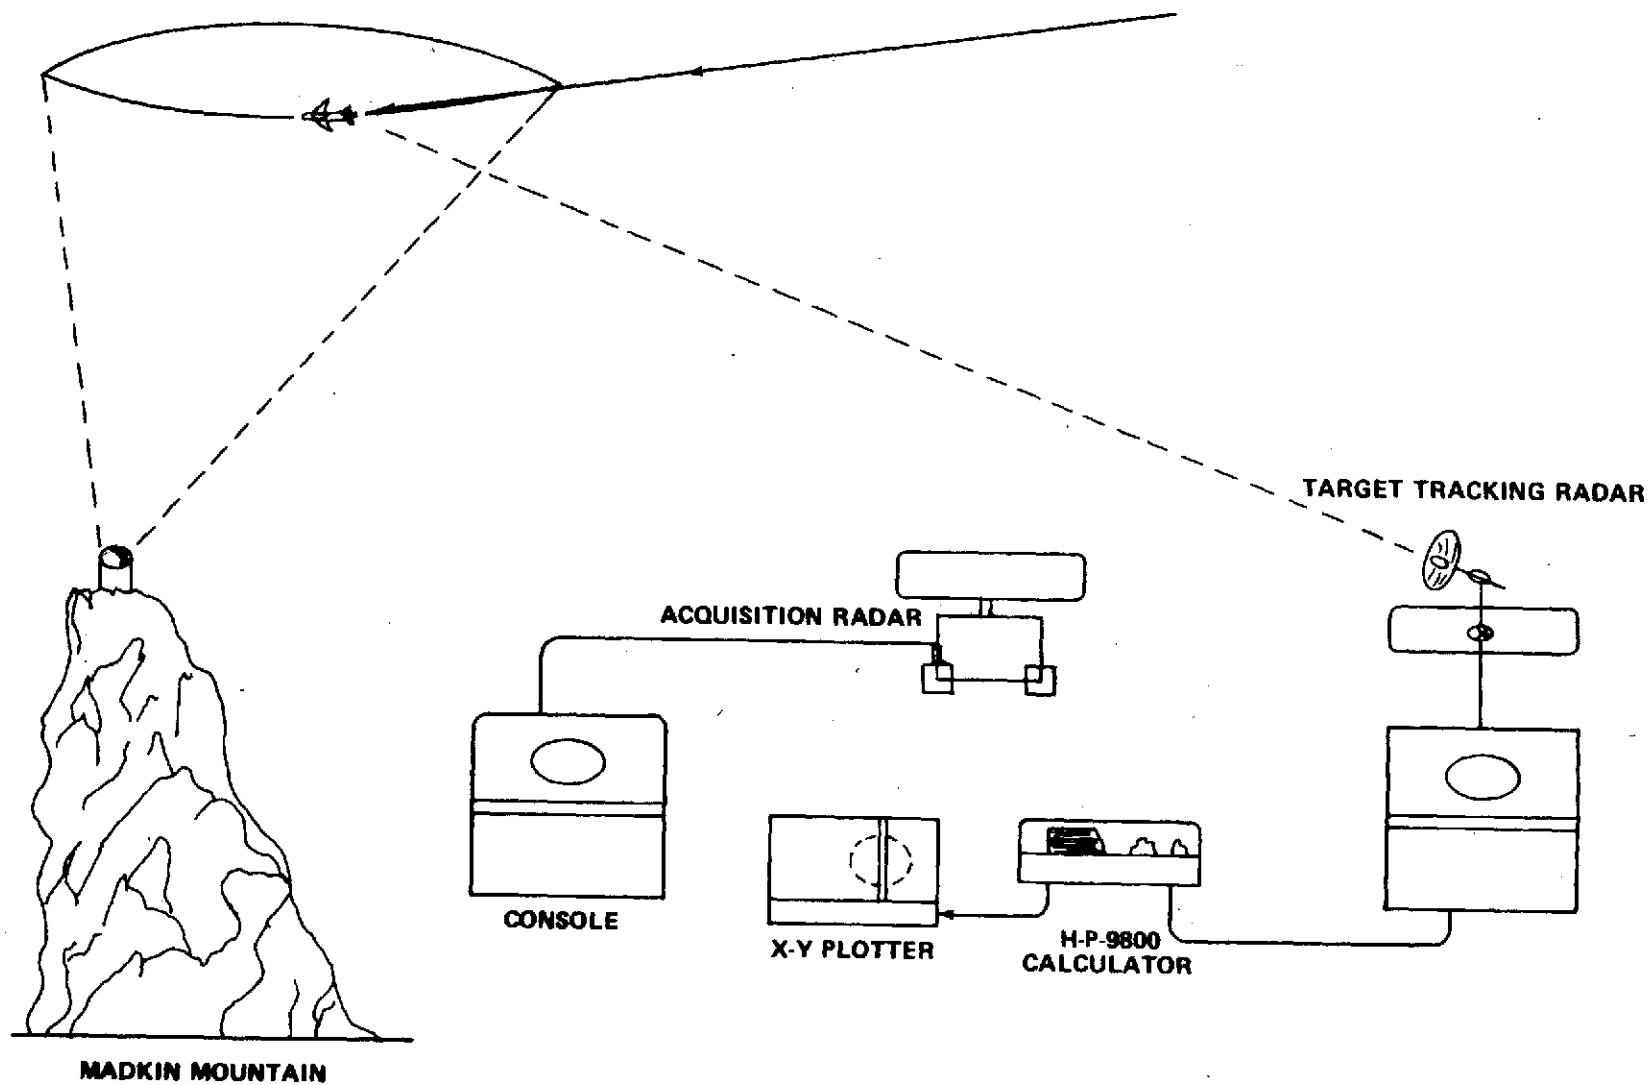 TARGET TRACKING RADAR
ACQUISITION RADAR
CONSOLE
X-Y PLOTTER
H-P-9800
CALCULATOR
MADKIN MOUNTAIN